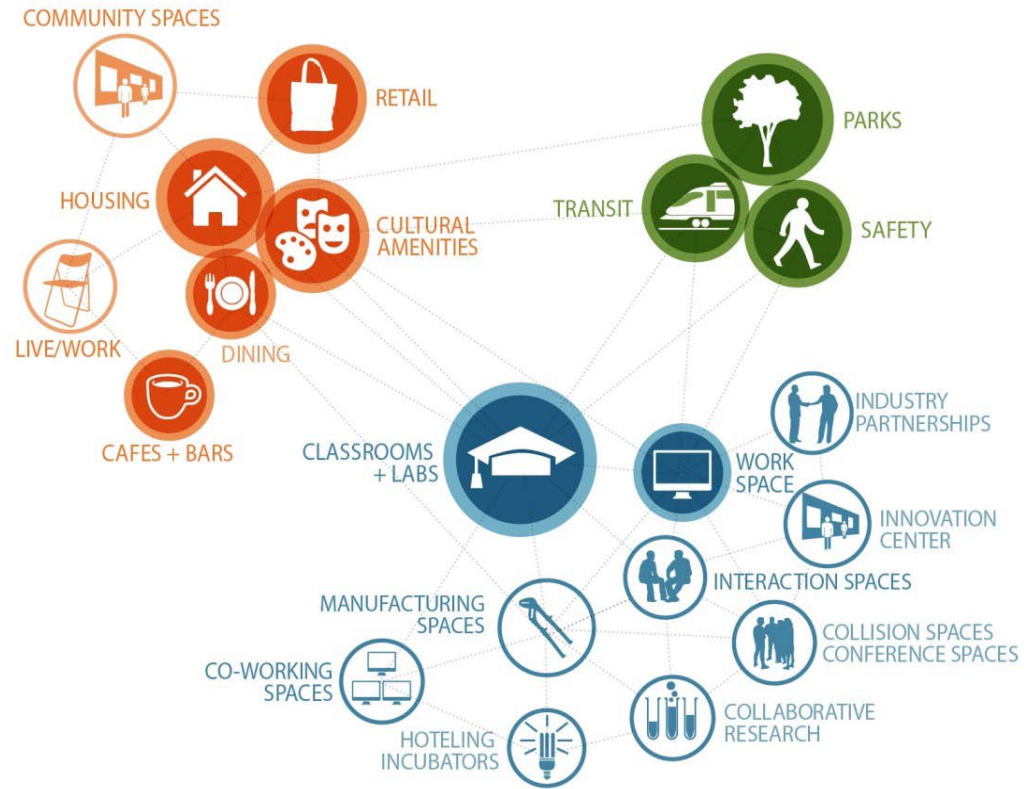 COMMUNITY SPACES
RETAIL
PARKS
HOUSING
CULTURAL
AMENITIES
TRANSIT
SAFETY
LIVE/WORK
DINING
CAFES + BARS
CLASSROOMS
+ LABS
WORK
SPACE
INDUSTRY
PARTNERSHIPS
INNOVATION
CENTER
INTERACTION SPACES
MANUFACTURING
SPACES
COLLISION SPACES
CONFERENCE SPACES
CO-WORKING
SPACES
COLLABORATIVE
RESEARCH
HOTELING
INCUBATORS